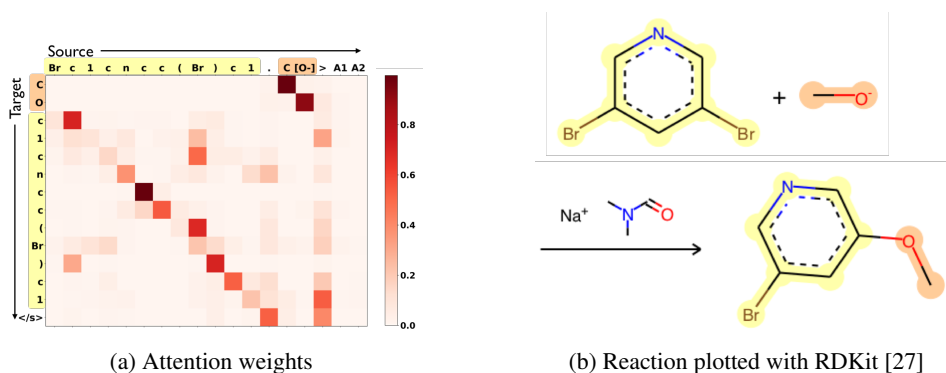 Source
Br c 1 c n c c ( Br ) c 1 . C [O-] > A1 A2
Target
C
O
c
1
c
n
c
c
(
Br
)
c
1
</s>
0.8
0.6
0.4
0.2
0.0
(a) Attention weights
N
Br
Br
+
O-
Na+
N
O
N
O
Br
(b) Reaction plotted with RDKit [27]